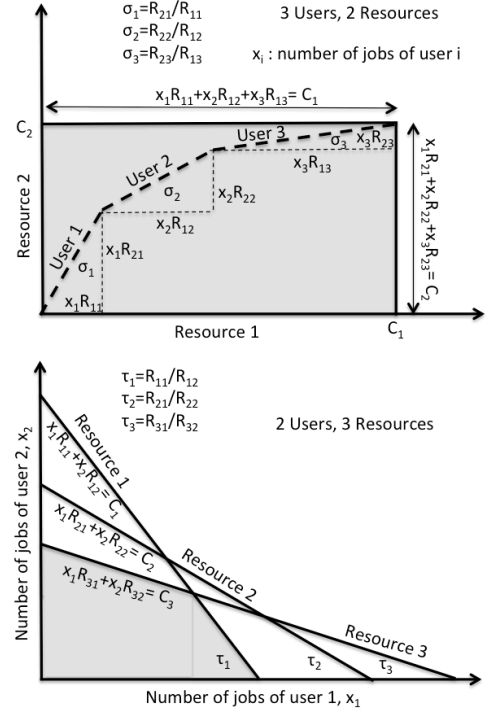 σ₁=R₂₁/R₁₁
σ₂=R₂₂/R₁₂
σ₃=R₂₃/R₁₃
3 Users, 2 Resources
xᵢ : number of jobs of user i
x₁R₁₁+x₂R₁₂+x₃R₁₃= C₁
C₂
User 3
σ₃
x₃R₂₃
x₃R₁₃
User 2
σ₂
x₂R₂₂
x₂R₁₂
User 1
σ₁
x₁R₂₁
x₁R₁₁
x₁R₂₁+x₂R₂₂+x₃R₂₃= C₂
Resource 2
Resource 1
C₁
τ₁=R₁₁/R₁₂
τ₂=R₂₁/R₂₂
τ₃=R₃₁/R₃₂
2 Users, 3 Resources
Resource 1
x₁R₁₁+x₂R₁₂= C₁
x₁R₂₁+x₂R₂₂= C₂
Resource 2
x₁R₃₁+x₂R₃₂= C₃
Resource 3
τ₁
τ₂
τ₃
Number of jobs of user 2, x₂
Number of jobs of user 1, x₁